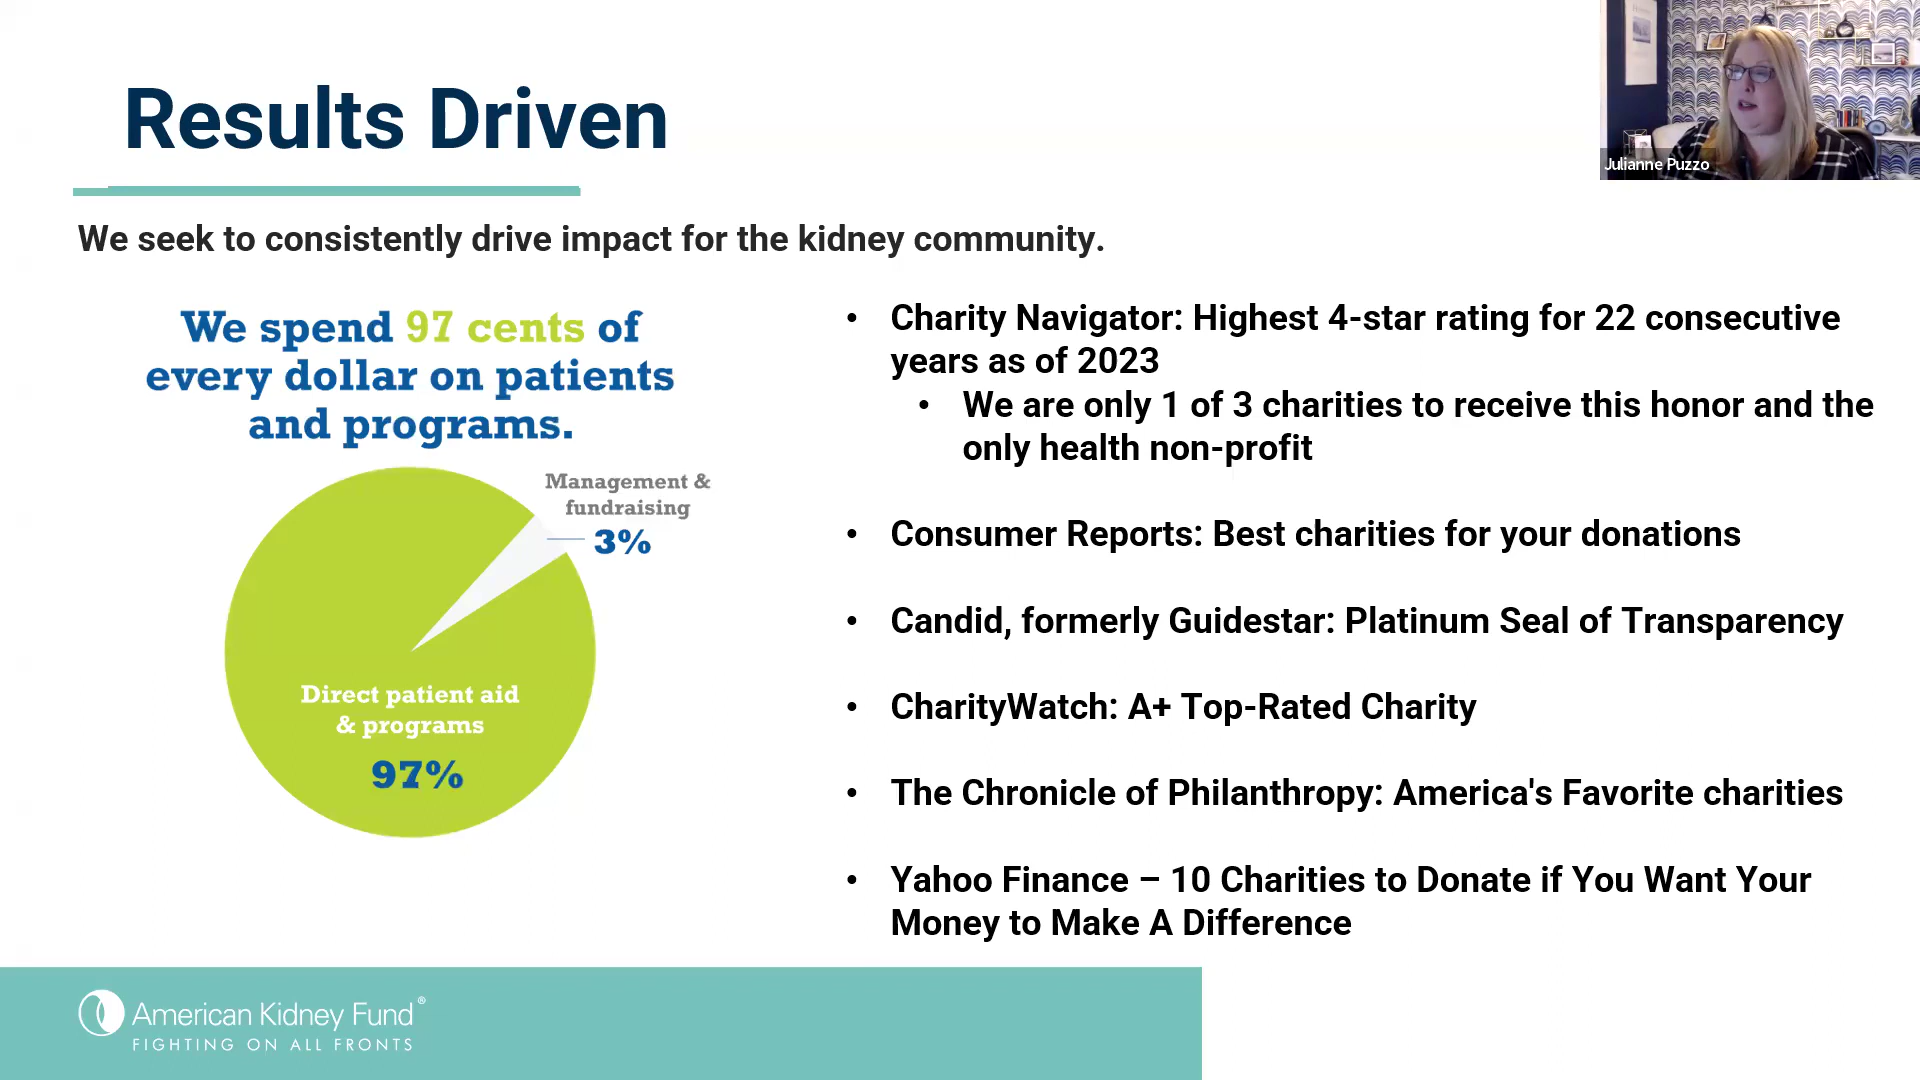 Results Driven
Julianne Puzzo
We seek to consistently drive impact for the kidney community.
We spend 97 cents of
every dollar on patients
and programs.
Management &
fundraising
3%
Direct patient aid
& programs
97%
• Charity Navigator: Highest 4-star rating for 22 consecutive
years as of 2023
• We are only 1 of 3 charities to receive this honor and the
only health non-profit
• Consumer Reports: Best charities for your donations
• Candid, formerly Guidestar: Platinum Seal of Transparency
• CharityWatch: A+ Top-Rated Charity
• The Chronicle of Philanthropy: America's Favorite charities
• Yahoo Finance – 10 Charities to Donate if You Want Your
Money to Make A Difference
American Kidney Fund®
FIGHTING ON ALL FRONTS